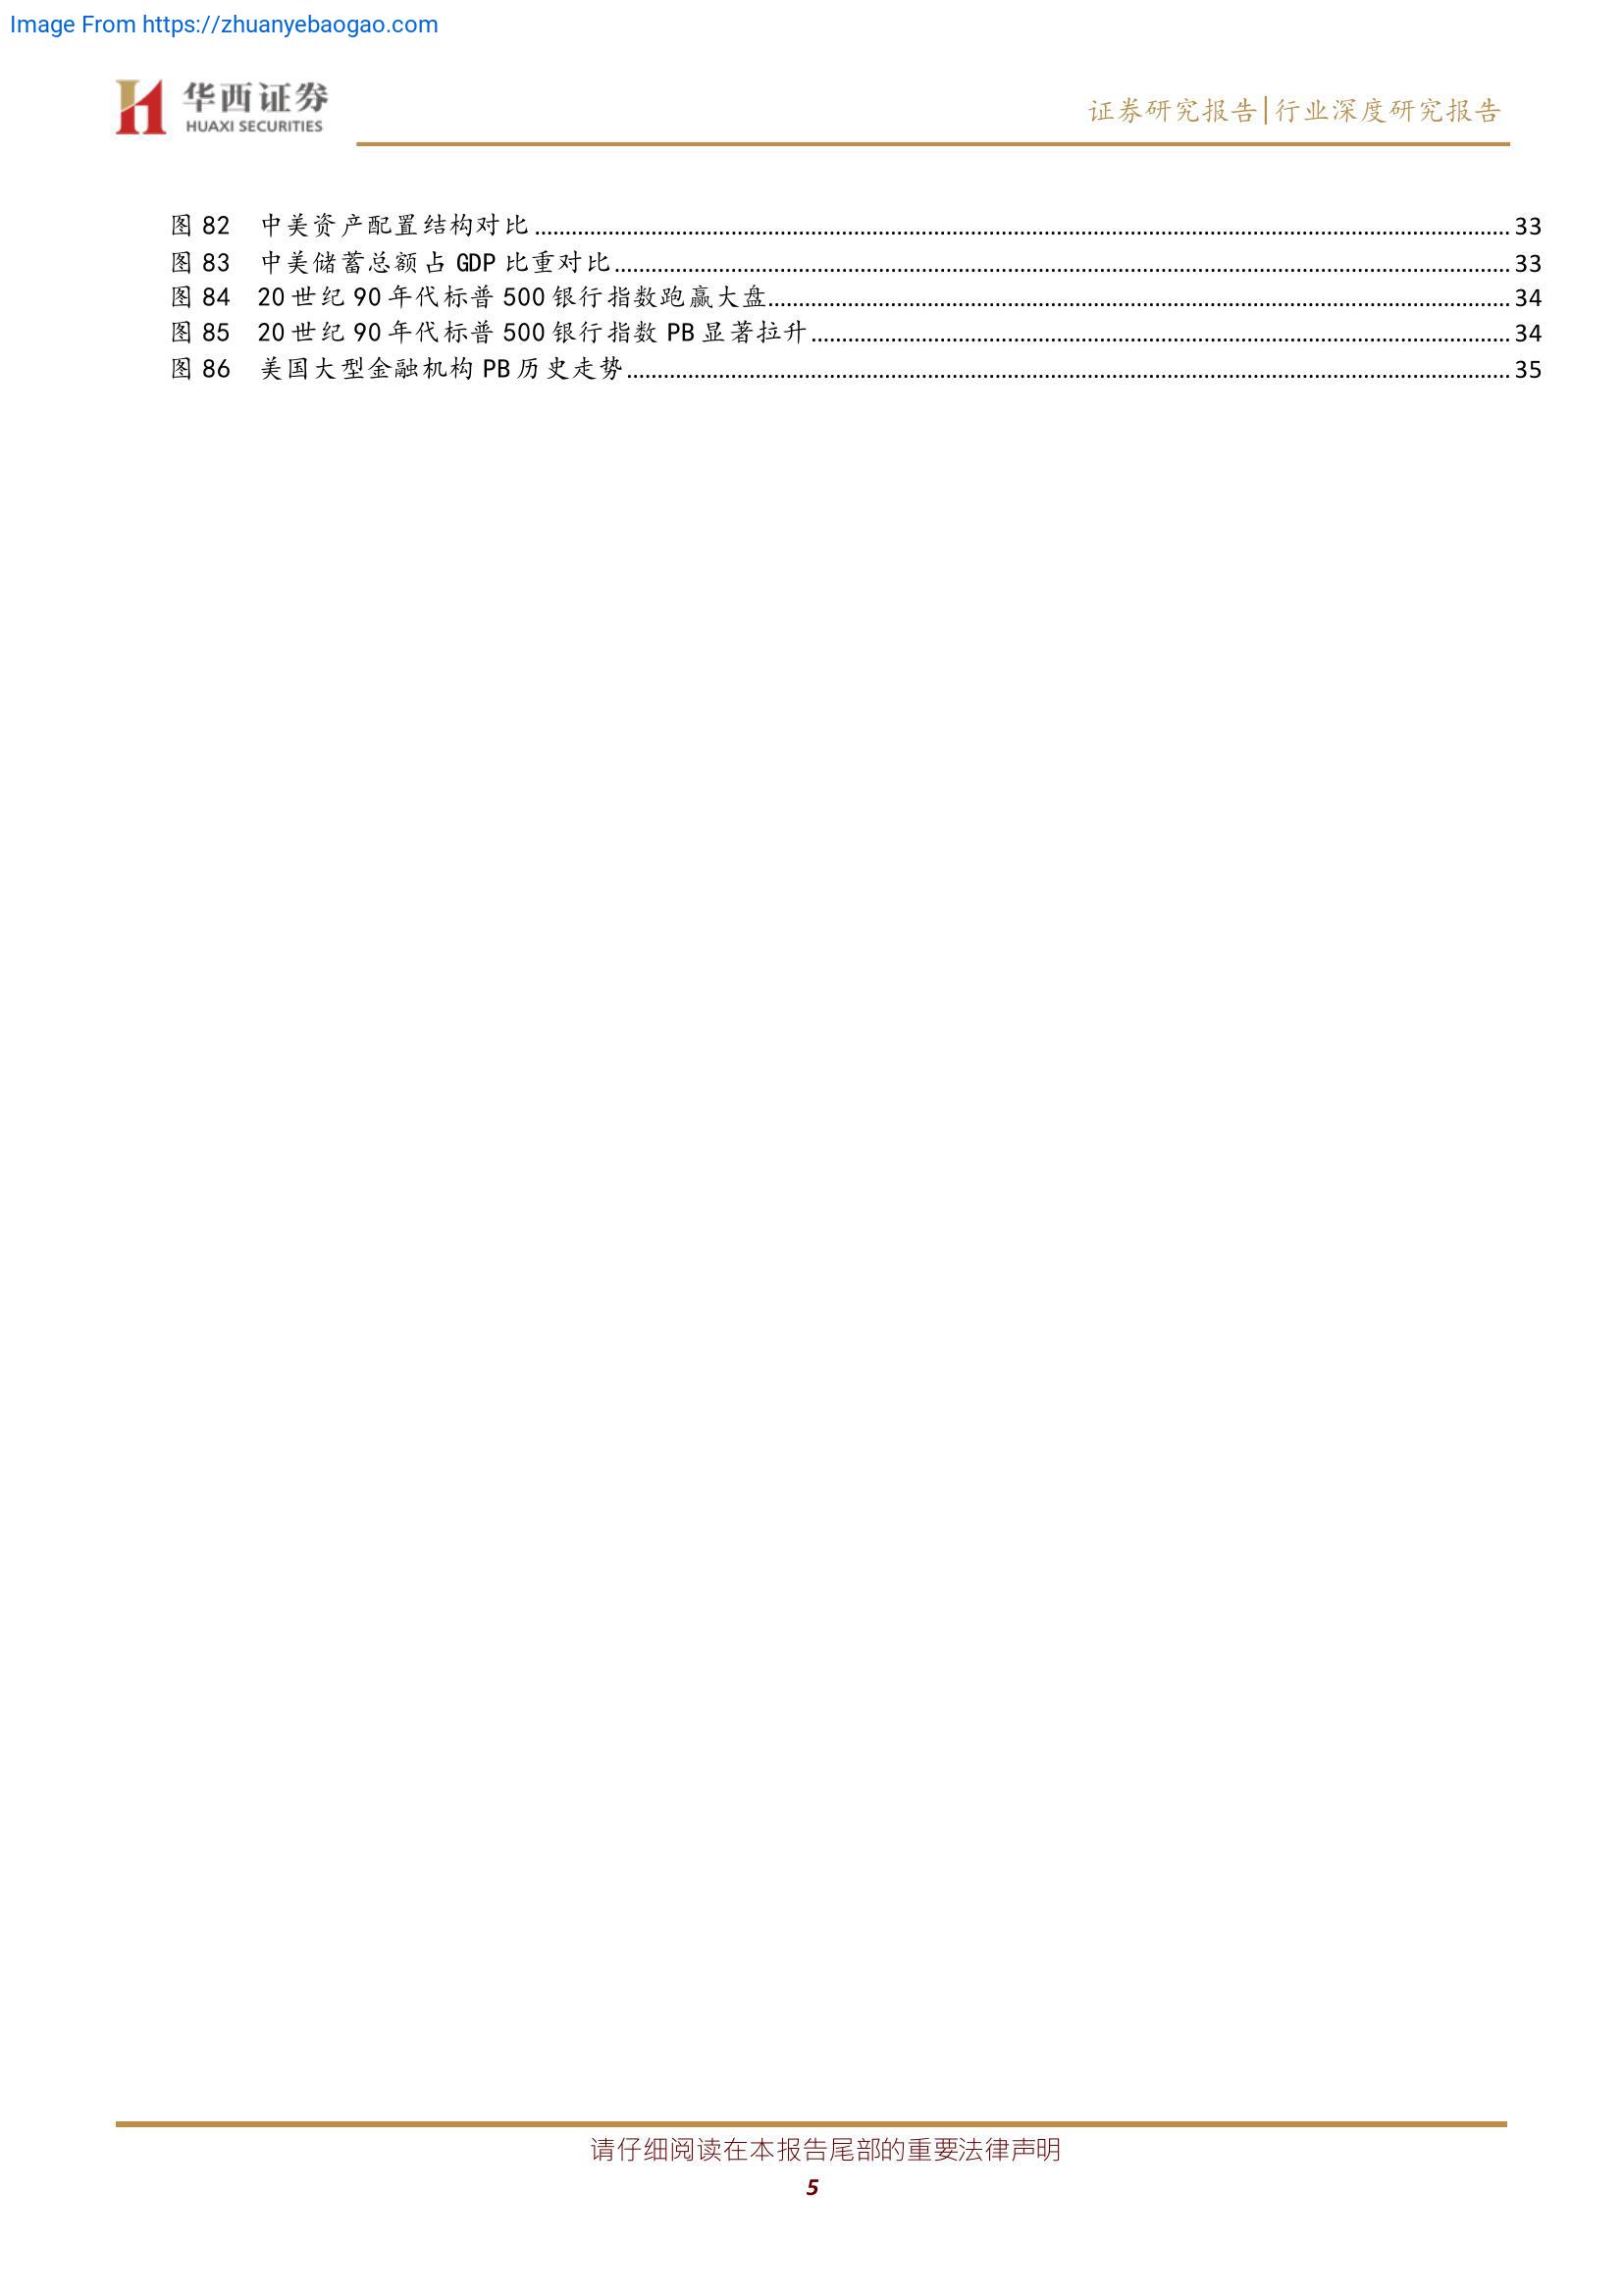 Image From https://zhuanyebaogao.com
华西证券
HUAXI SECURITIES
证券研究报告|行业深度研究报告
图 82 中美资产配置结构对比 33
图 83 中美储蓄总额占 GDP 比重对比 33
图 84 20 世纪 90 年代标普 500 银行指数跑赢大盘 34
图 85 20 世纪 90 年代标普 500 银行指数 PB 显著拉升 34
图 86 美国大型金融机构 PB 历史走势 35
请仔细阅读在本报告尾部的重要法律声明
5